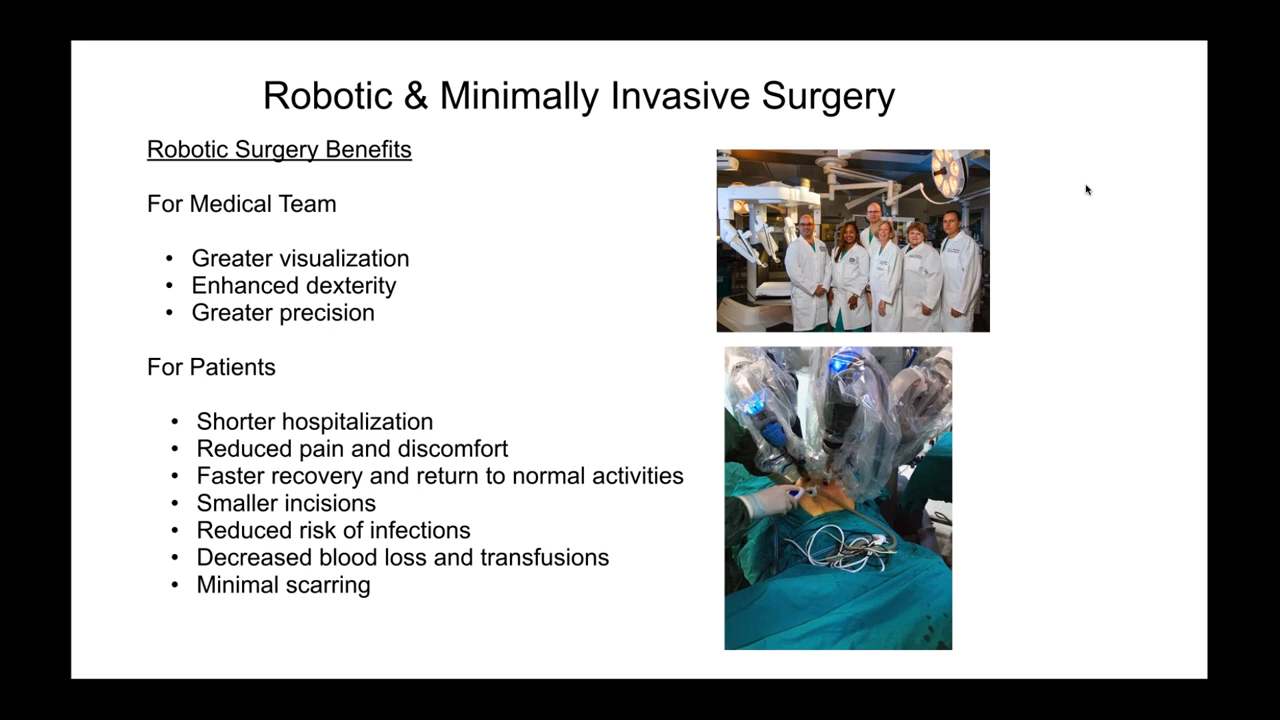 Robotic & Minimally Invasive Surgery
Robotic Surgery Benefits
For Medical Team
• Greater visualization
• Enhanced dexterity
• Greater precision
For Patients
• Shorter hospitalization
• Reduced pain and discomfort
• Faster recovery and return to normal activities
• Smaller incisions
• Reduced risk of infections
• Decreased blood loss and transfusions
• Minimal scarring